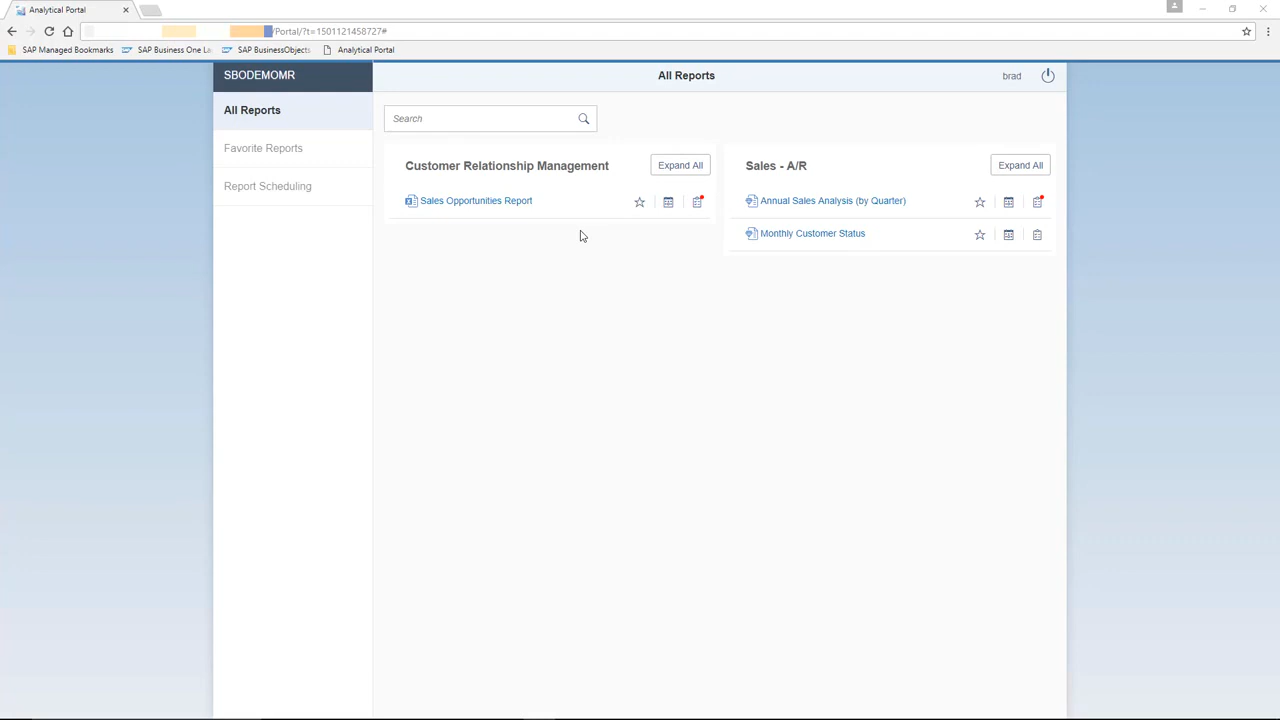 Analytical Portal
/Portal/?t=1501121458727#
SAP Managed Bookmarks SAP Business One La SAP BusinessObjects Analytical Portal
SBODEMOMR
All Reports
brad
All Reports
Favorite Reports
Report Scheduling
Search
Customer Relationship Management
Expand All
Sales Opportunities Report
Sales - A/R
Expand All
Annual Sales Analysis (by Quarter)
Monthly Customer Status